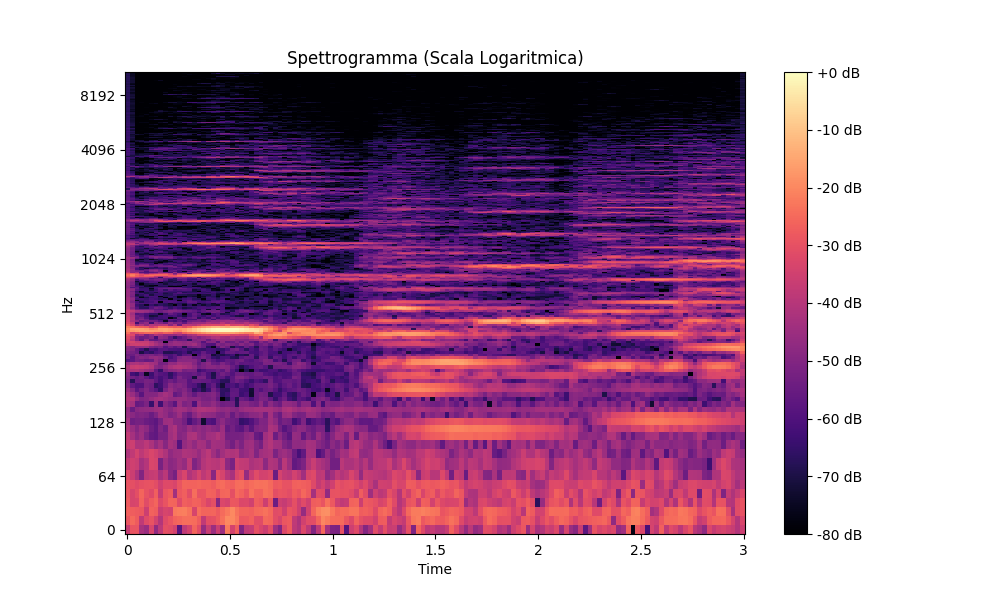 Spettrogramma (Scala Logaritmica)
Hz
8192
4096
2048
1024
512
256
128
64
0
0 0.5 1 1.5 2 2.5 3
Time
+0 dB
-10 dB
-20 dB
-30 dB
-40 dB
-50 dB
-60 dB
-70 dB
-80 dB